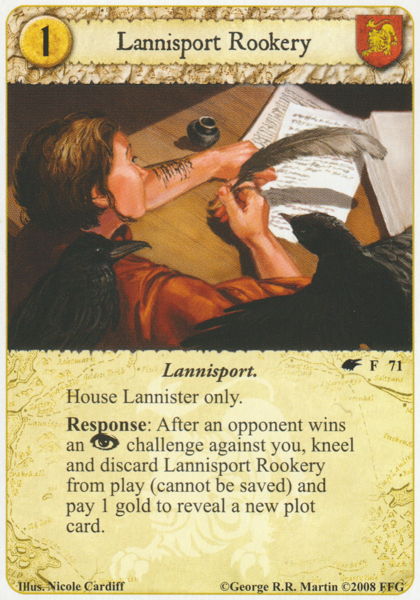 1
Lannisport Rookery
Lannisport.
F 71
House Lannister only.
Response: After an opponent wins
an challenge against you, kneel
and discard Lannisport Rookery
from play (cannot be saved) and
pay 1 gold to reveal a new plot
card.
Illus. Nicole Cardiff
©George R.R. Martin ©2008 FFG